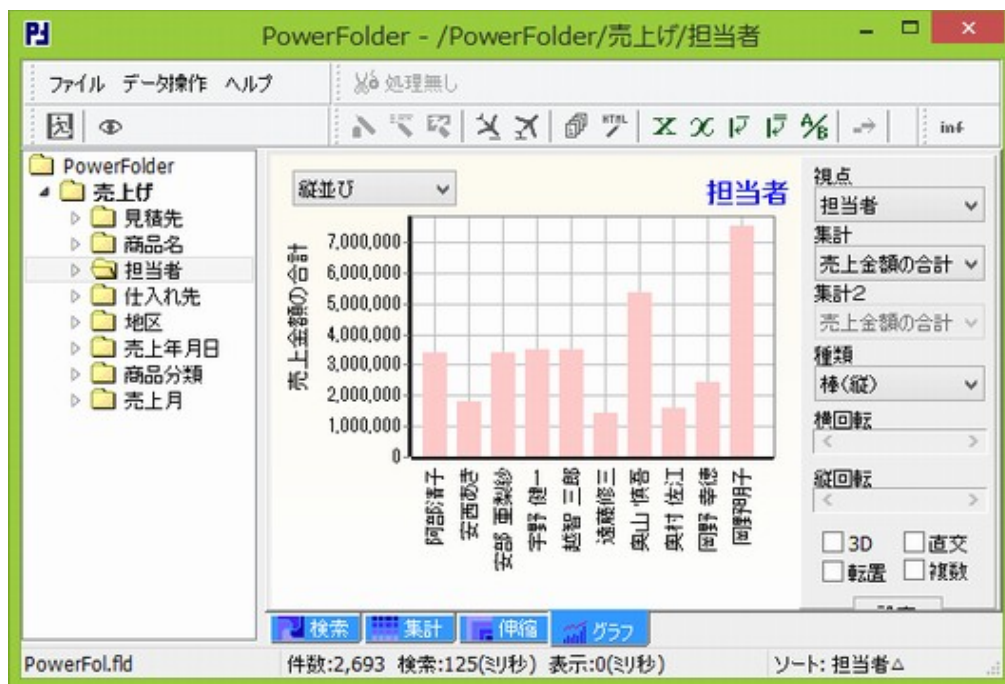 PowerFolder - /PowerFolder/売上げ/担当者
ファイル データ操作 ヘルプ
処理無し
HTML
A/B
inf
PowerFolder
売上げ
見積先
商品名
担当者
仕入れ先
地区
売上年月日
商品分類
売上月
縦並び
担当者
売上金額の合計
7,000,000
6,000,000
5,000,000
4,000,000
3,000,000
2,000,000
1,000,000
0
阿部清子
安西あき
安部 亜梨紗
宇野 健一
越智 三郎
遠藤修三
奥山 慎吾
奥村 佐江
岡野 幸徳
岡野明子
視点
担当者
集計
売上金額の合計
集計2
売上金額の合計
種類
棒(縦)
横回転
縦回転
3D 直交
転置 複数
検索 集計 伸縮 グラフ
PowerFol.fld
件数:2,693 検索:125(ミリ秒) 表示:0(ミリ秒)
ソート: 担当者△